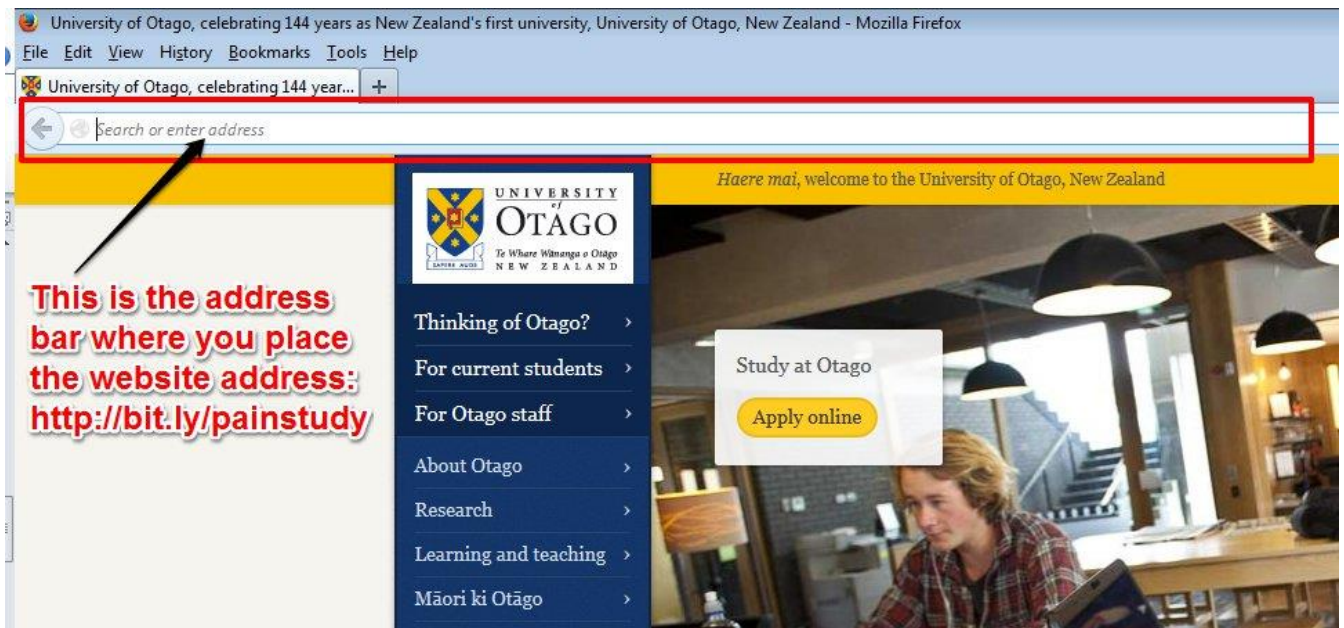 University of Otago, celebrating 144 years as New Zealand's first university, University of Otago, New Zealand - Mozilla Firefox
File Edit View History Bookmarks Tools Help
University of Otago, celebrating 144 year... +
Search or enter address
Haere mai, welcome to the University of Otago, New Zealand
UNIVERSITY
of
OTAGO
Te Whare Wānanga o Otāgo
NEW ZEALAND
SAPERE AUDE
This is the address
bar where you place
the website address:
http://bit.ly/painstudy
Thinking of Otago? ›
For current students ›
For Otago staff ›
About Otago ›
Research ›
Learning and teaching ›
Māori ki Otāgo ›
Study at Otago
Apply online